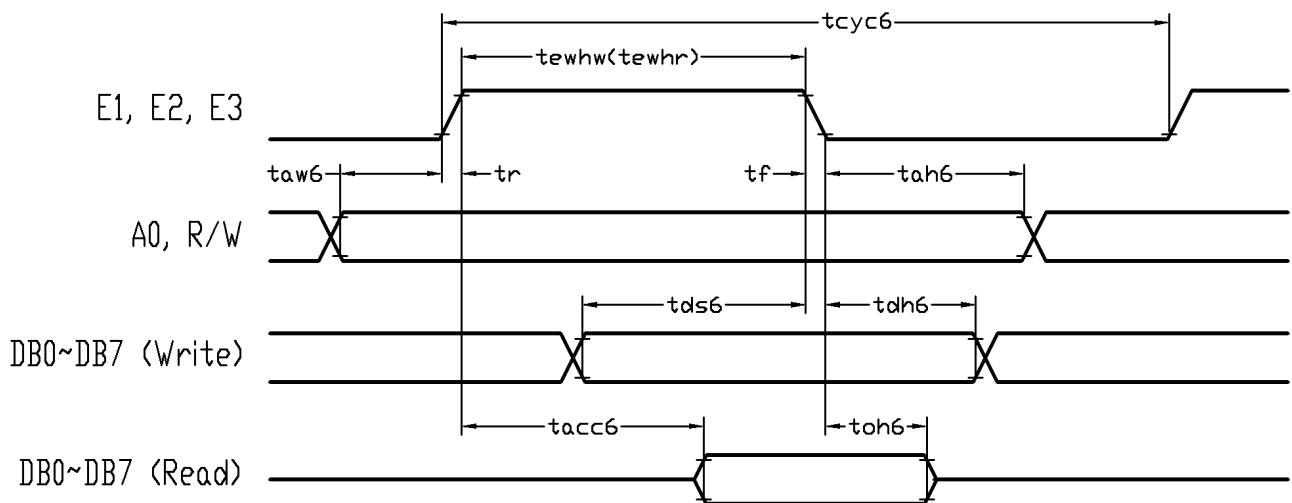 tcyc6
tewhw(tewhr)
E1, E2, E3
taw6 tr tf tah6
A0, R/W
tds6 tdh6
DB0~DB7 (Write)
tacc6 toh6
DB0~DB7 (Read)